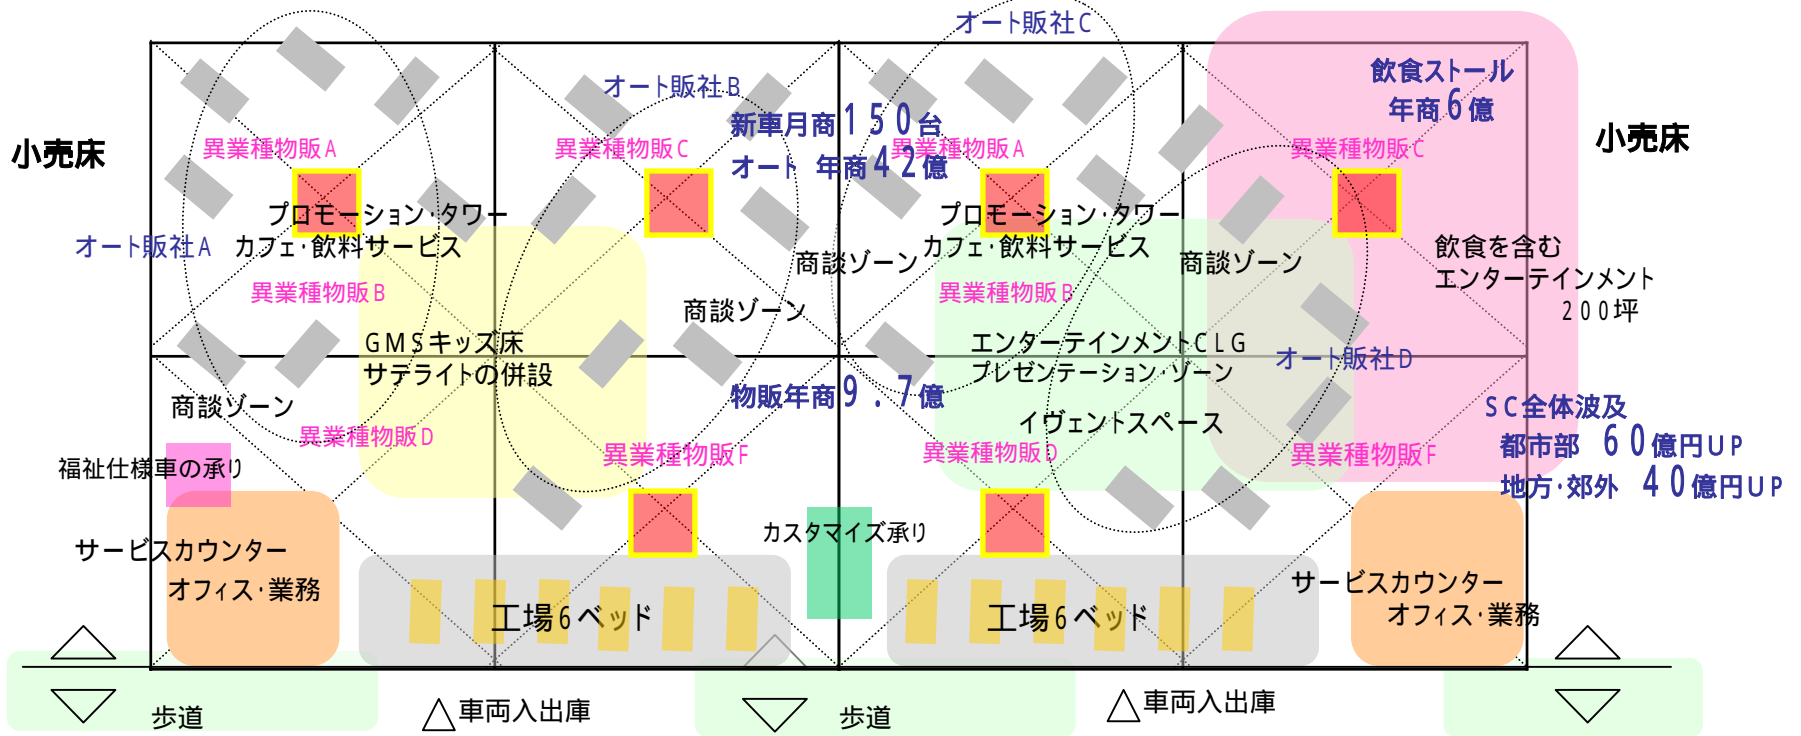 オート販社C
飲食ストール
年商6億
オート販社B
新車月商150台
オート 年商42億
小売床
異業種物販A
異業種物販C
異業種物販A
異業種物販C
小売床
プロモーション・タワー
カフェ・飲料サービス
オート販社A
プロモーション・タワー
カフェ・飲料サービス
商談ゾーン
商談ゾーン
飲食を含む
エンターテインメント
200坪
異業種物販B
異業種物販B
商談ゾーン
GMSキッズ床
サテライトの併設
エンターテインメントCLG
プレゼンテーション・ゾーン
オート販社D
物販年商9.7億
商談ゾーン
イヴェントスペース
SC全体波及
都市部 60億円UP
地方・郊外 40億円UP
異業種物販D
異業種物販F
異業種物販D
異業種物販F
福祉仕様車の承り
カスタマイズ承り
サービスカウンター
オフィス・業務
サービスカウンター
オフィス・業務
工場6ベッド
工場6ベッド
歩道
△車両入出庫
歩道
△車両入出庫